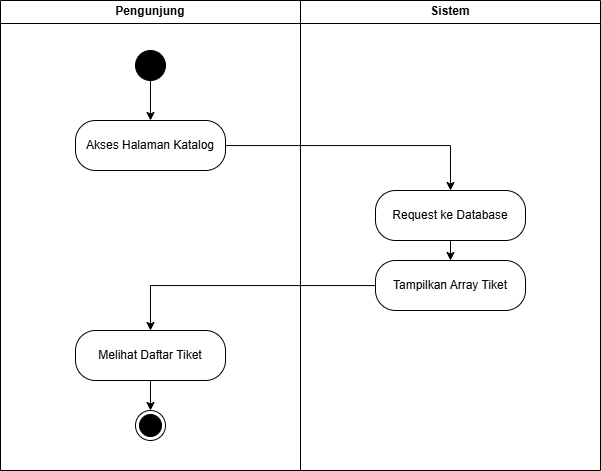 Pengunjung
Sistem
Akses Halaman Katalog
Request ke Database
Tampilkan Array Tiket
Melihat Daftar Tiket